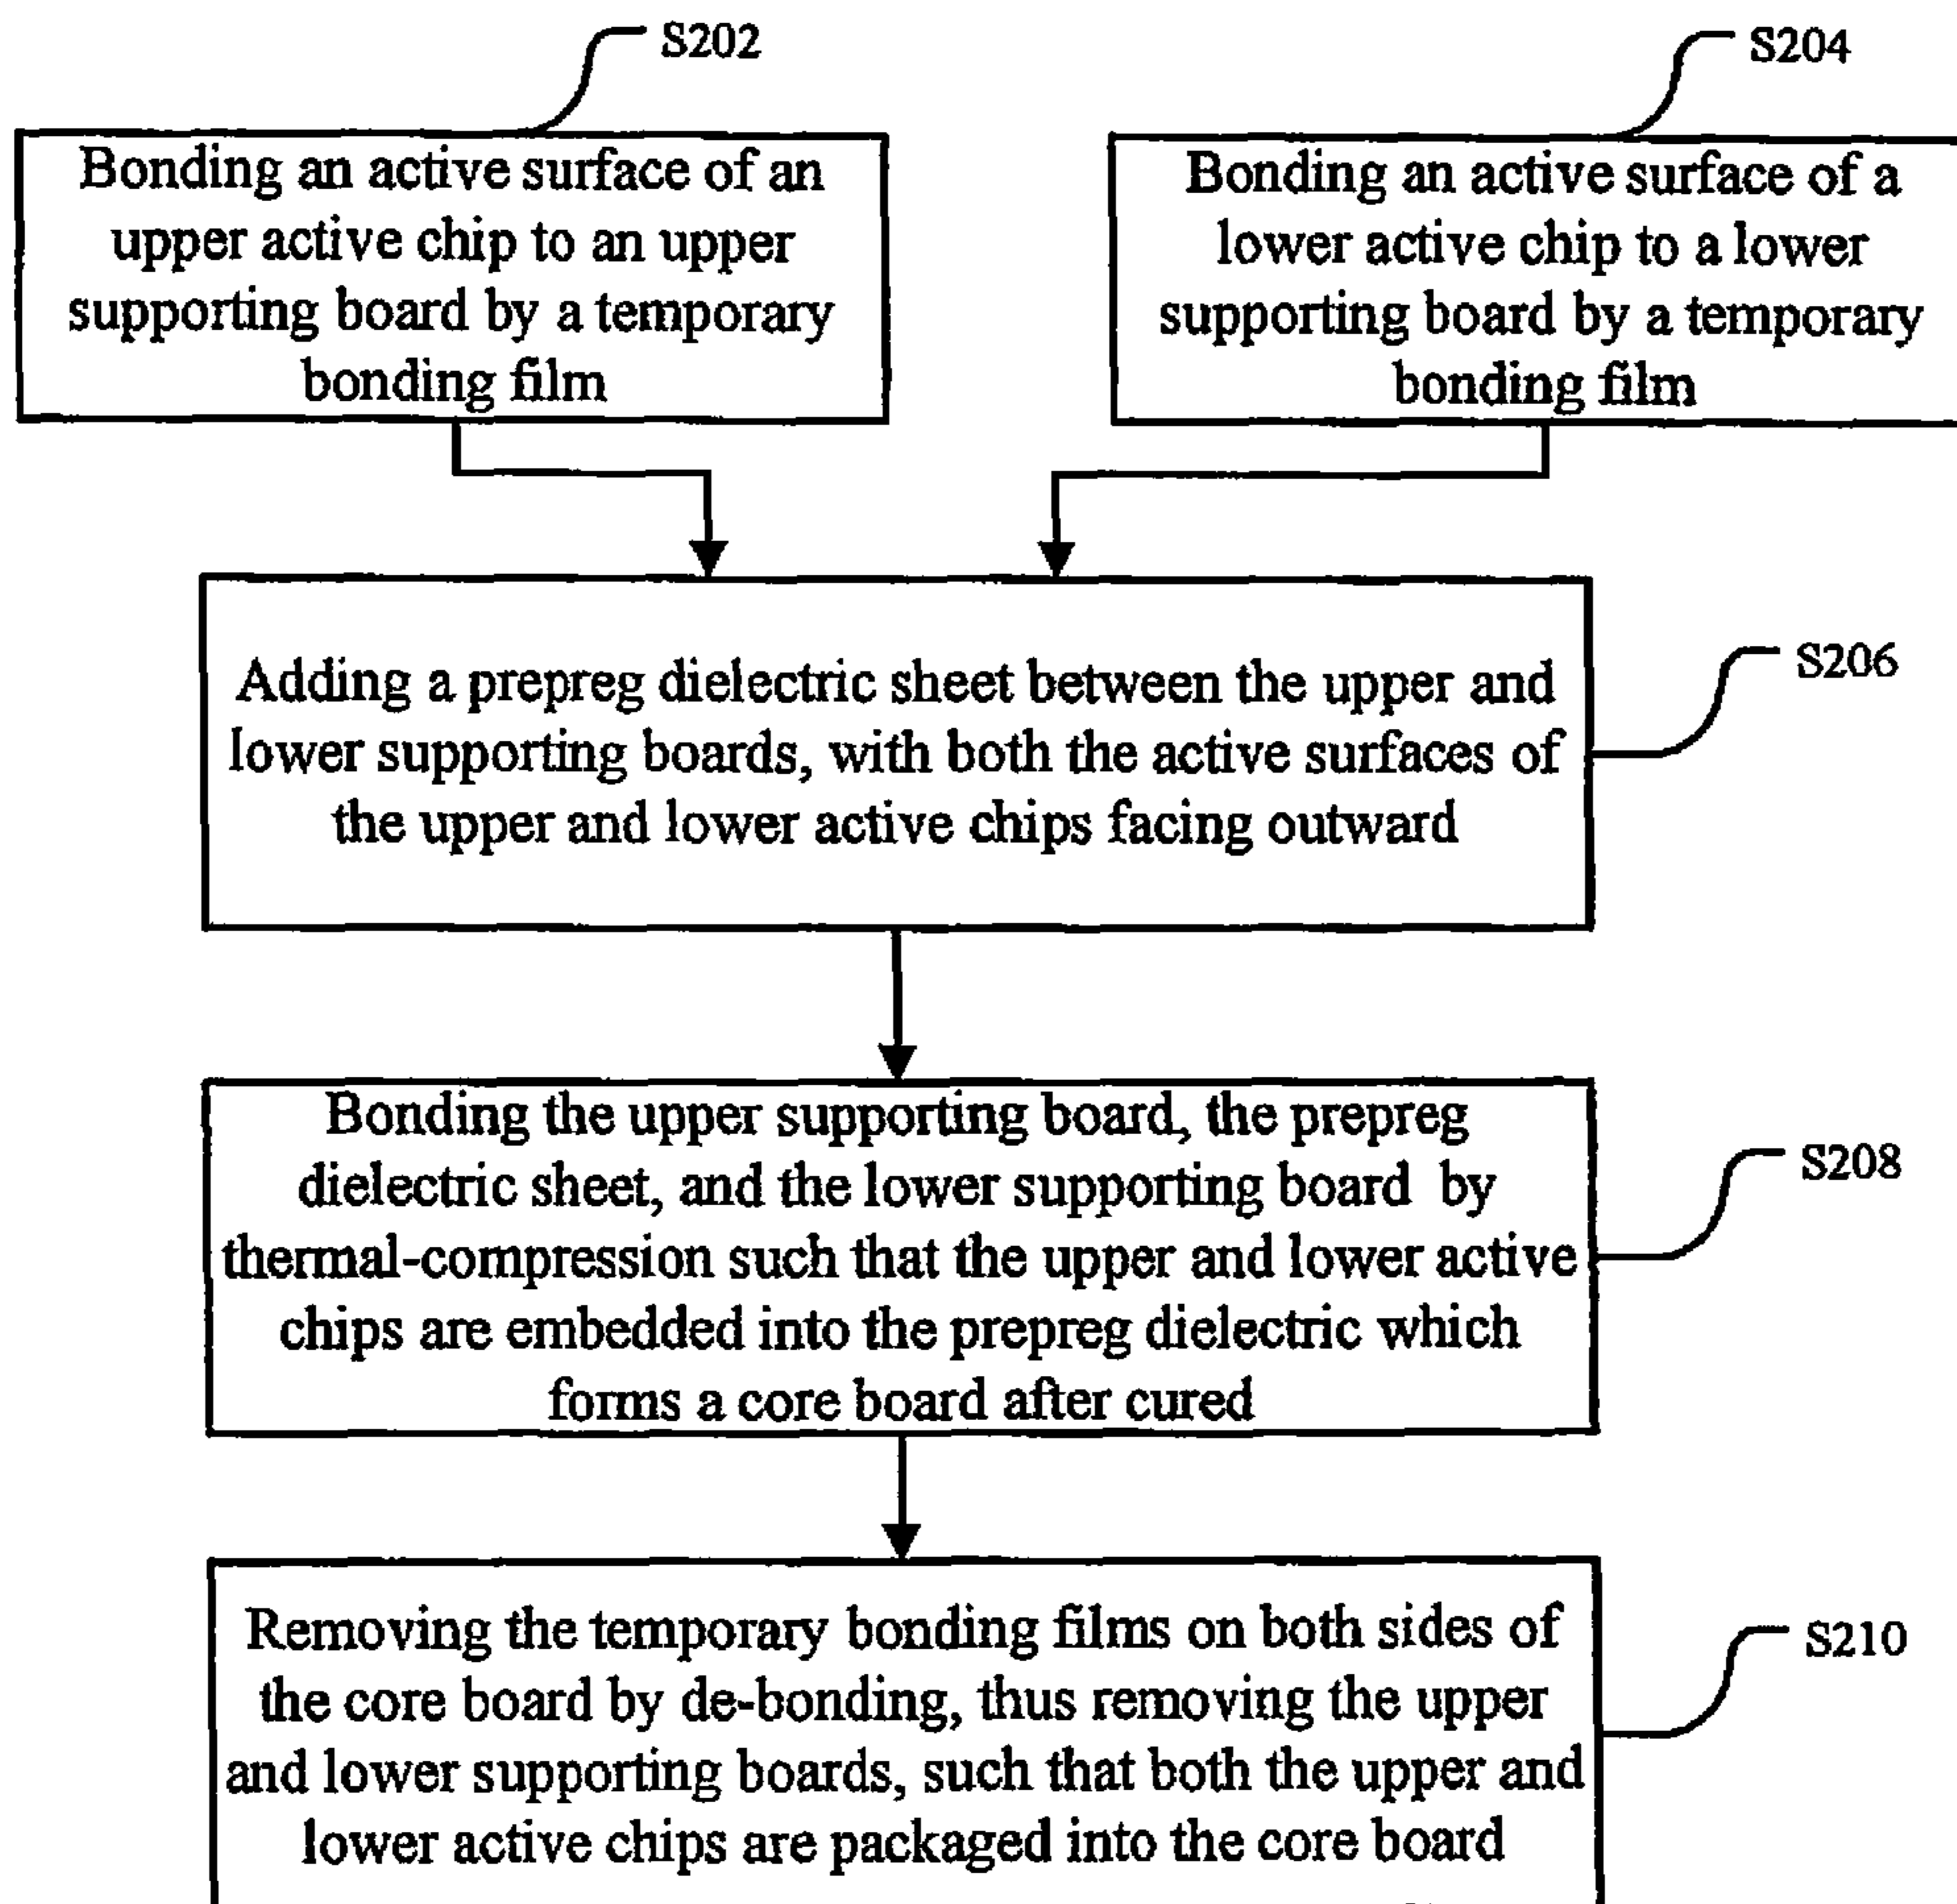 S202
Bonding an active surface of an
upper active chip to an upper
supporting board by a temporary
bonding film
S204
Bonding an active surface of a
lower active chip to a lower
supporting board by a temporary
bonding film
Adding a prepreg dielectric sheet between the upper and
lower supporting boards, with both the active surfaces of
the upper and lower active chips facing outward
S206
Bonding the upper supporting board, the prepreg
dielectric sheet, and the lower supporting board by
thermal-compression such that the upper and lower active
chips are embedded into the prepreg dielectric which
forms a core board after cured
S208
Removing the temporary bonding films on both sides of
the core board by de-bonding, thus removing the upper
and lower supporting boards, such that both the upper and
lower active chips are packaged into the core board
S210